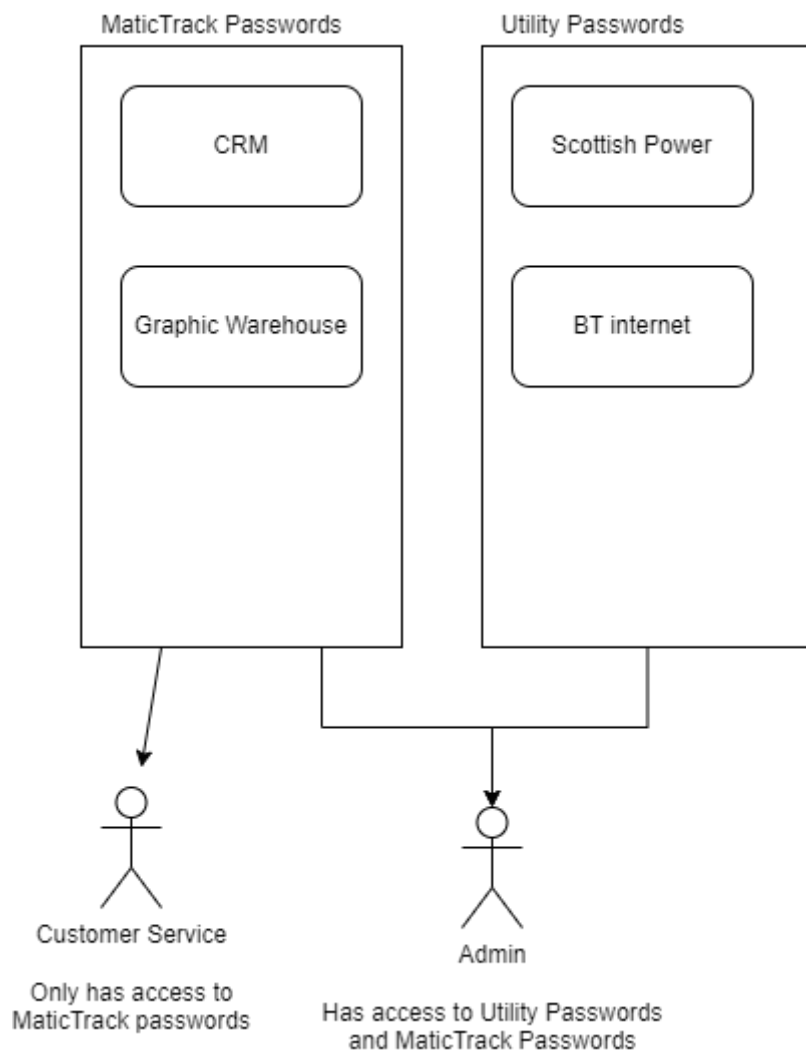 MaticTrack Passwords
Utility Passwords
CRM
Scottish Power
Graphic Warehouse
BT internet
Customer Service
Only has access to
MaticTrack passwords
Admin
Has access to Utility Passwords
and MaticTrack Passwords